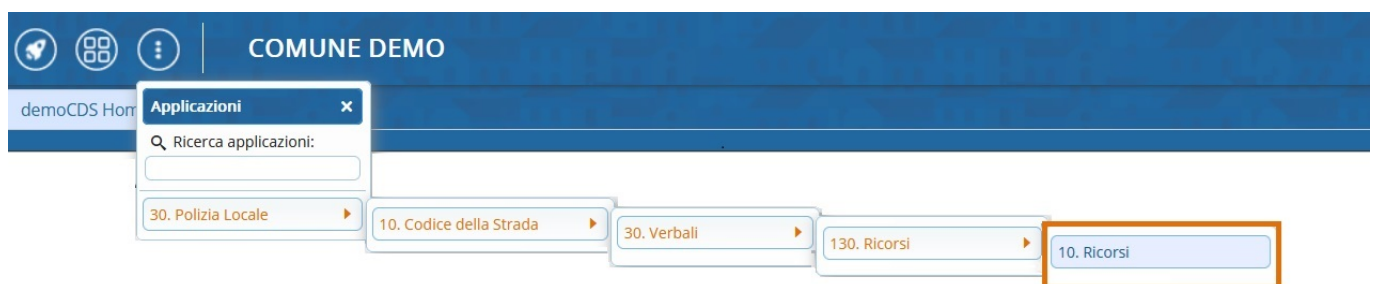 COMUNE DEMO
demoCDS Hom
Applicazioni
Ricerca applicazioni:
30. Polizia Locale
10. Codice della Strada
30. Verbali
130. Ricorsi
10. Ricorsi